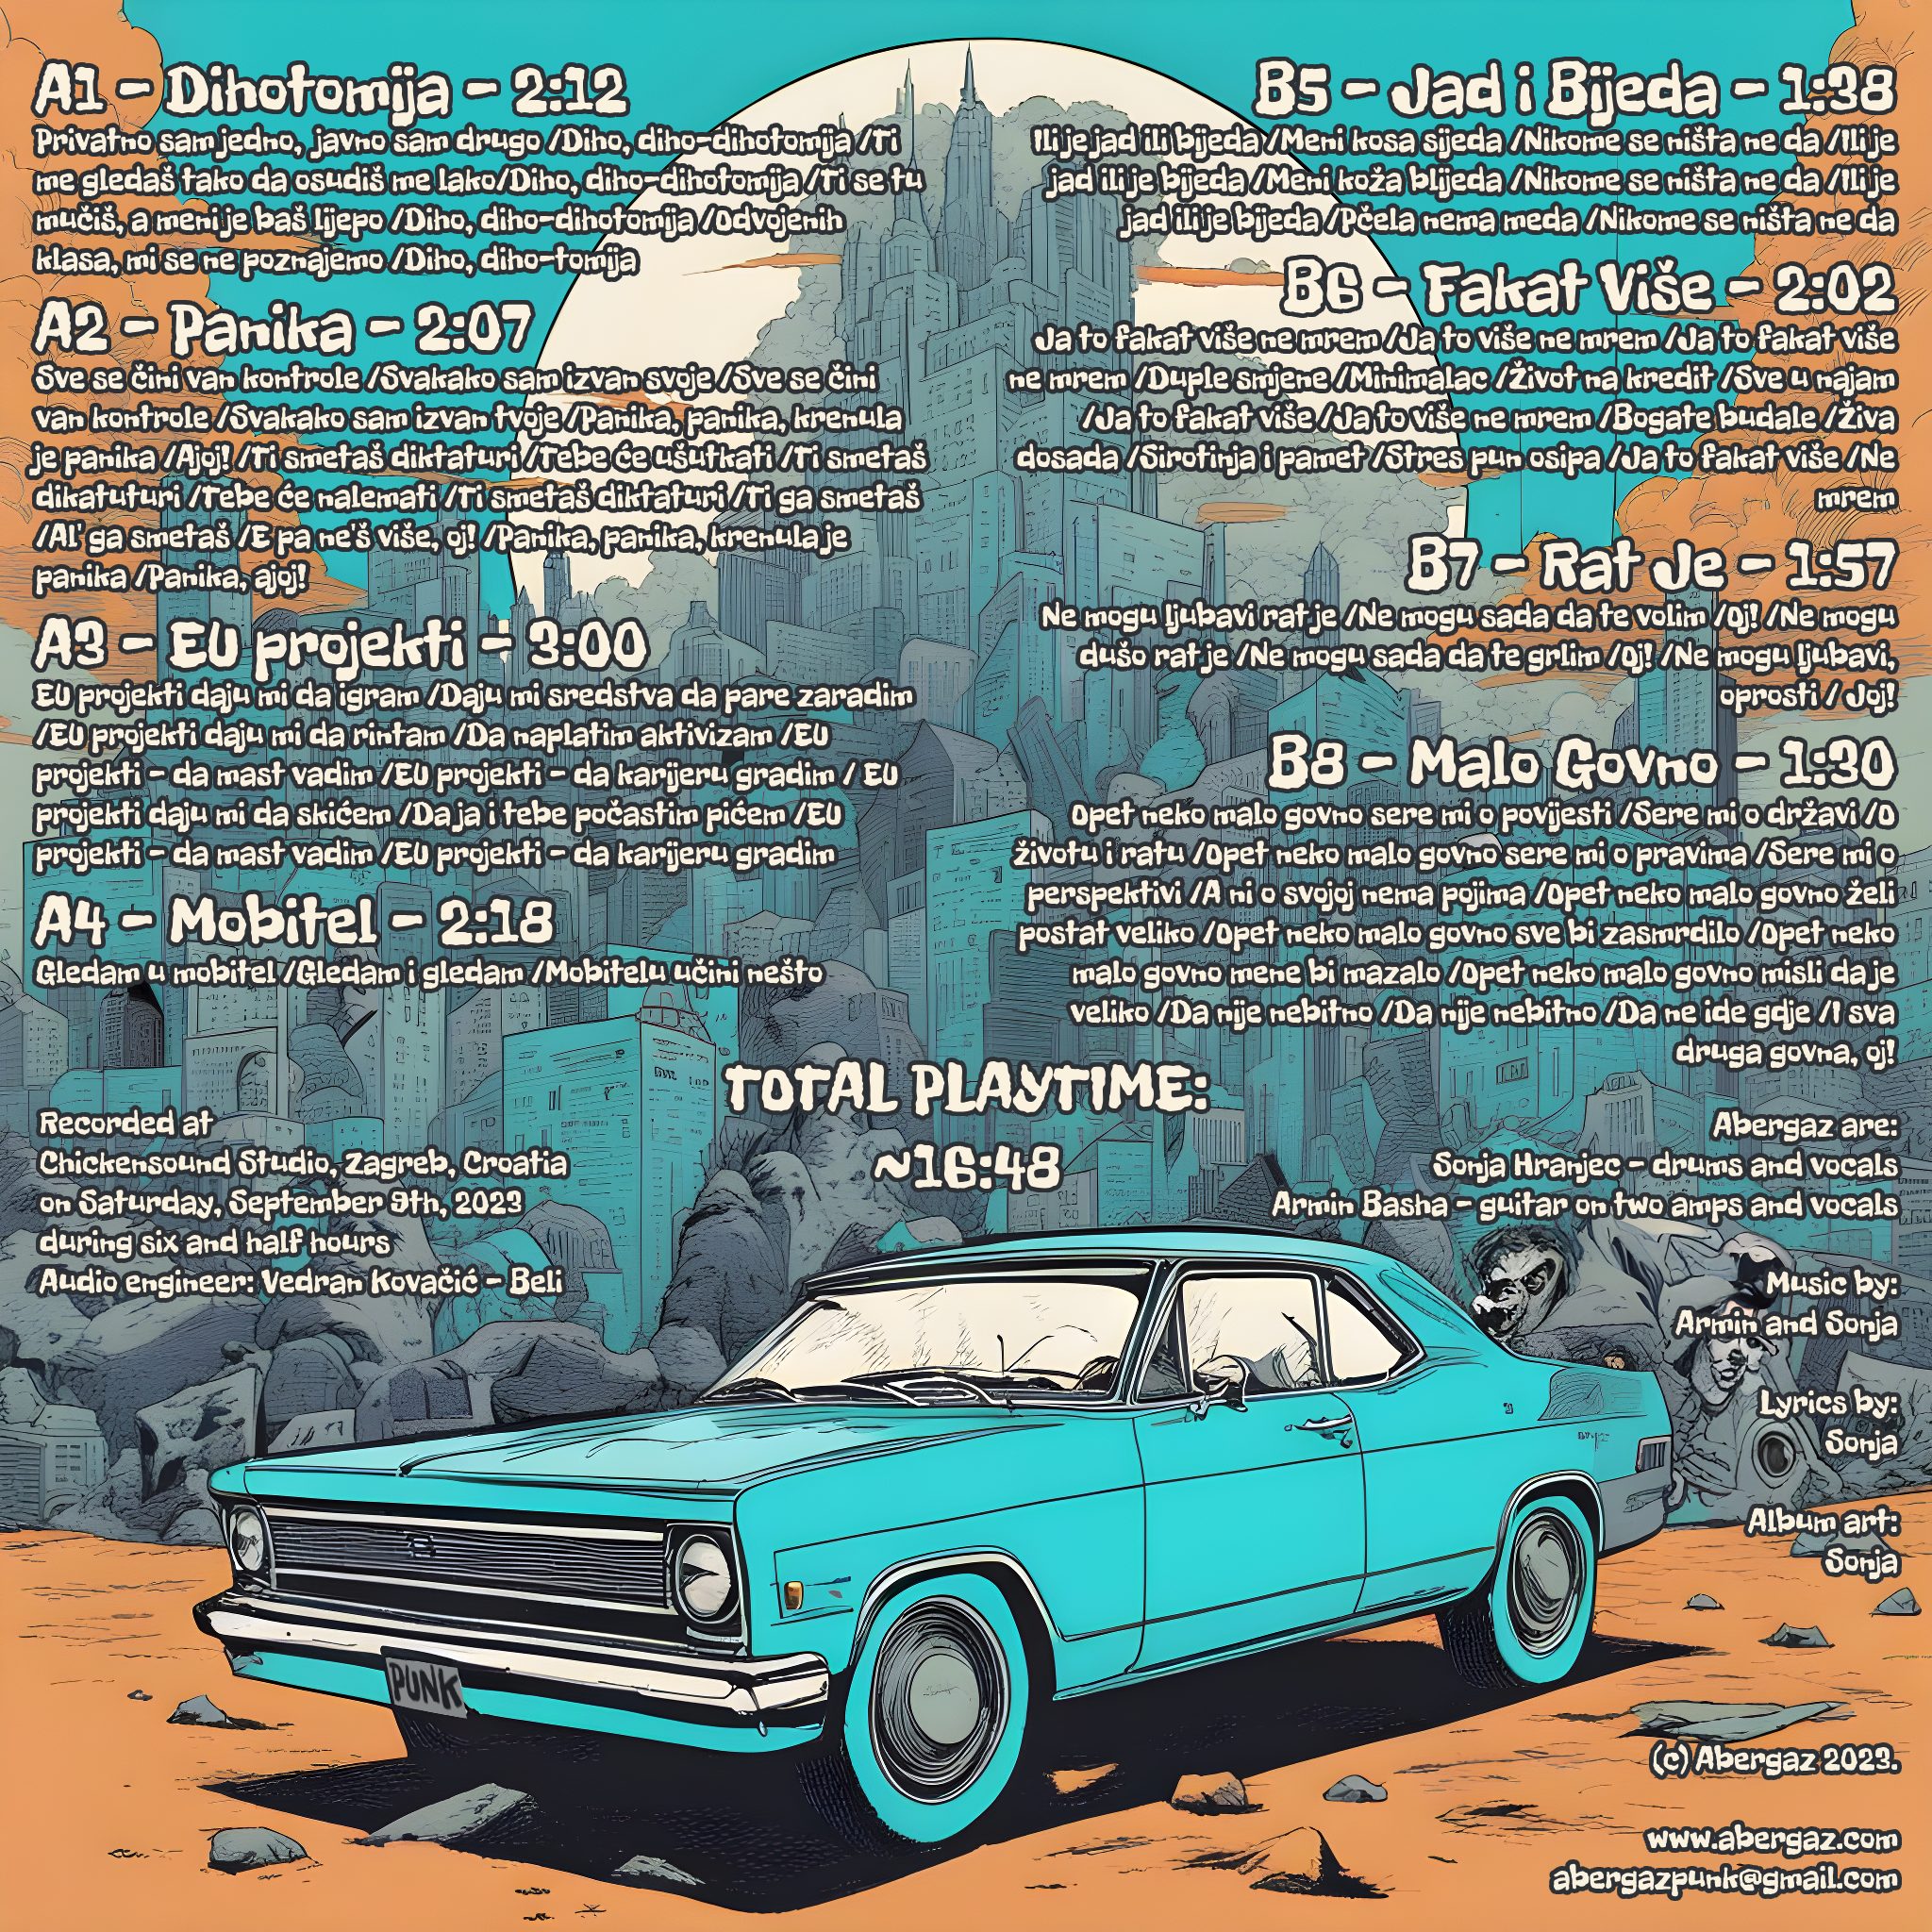 A1 - Dihotomija - 2:12
Privatno sam jedno, javno sam drugo /Diho, diho-dihotomija /Ti
me gledaš tako da osudiš me lako/Diho, diho-dihotomija /Ti se tu
mučiš, a meni je baš lijepo /Diho, diho-dihotomija /Odvojenih
klasa, mi se ne poznajemo /Diho, diho-tomija
A2 - Panika - 2:07
Sve se čini van kontrole /Svakako sam izvan svoje /Sve se čini
van kontrole /Svakako sam izvan tvoje /Panika, panika, krenula
je panika /Ajoj! /Ti smetaš diktaturi /Tebe će ušutkati /Ti smetaš
dikatuturi /Tebe će nalemati /Ti smetaš diktaturi /Ti ga smetaš
/Al' ga smetaš /E pa ne'š više, oj! /Panika, panika, krenula je
panika /Panika, ajoj!
A3 - EU projekti - 3:00
EU projekti daju mi da igram /Daju mi sredstva da pare zaradim
/EU projekti daju mi da rintam /Da naplatim aktivizam /EU
projekti - da mast vadim /EU projekti - da karijeru gradim / EU
projekti daju mi da skićem /Da ja i tebe počastim pićem /EU
projekti - da mast vadim /EU projekti - da karijeru gradim
A4 - Mobitel - 2:18
Gledam u mobitel /Gledam i gledam /Mobitelu učini nešto
B5 - Jad i Bijeda - 1:38
Ili je jad ili bijeda /Meni kosa sijeda /Nikome se ništa ne da /Ili je
jad ili je bijeda /Meni koža blijeda /Nikome se ništa ne da /Ili je
jad ili je bijeda /Pčela nema meda /Nikome se ništa ne da
B6 - Fakat Više - 2:02
Ja to fakat više ne mrem /Ja to više ne mrem /Ja to fakat više
ne mrem /Duple smjene /Minimalac /Život na kredit /Sve u najam
/Ja to fakat više /Ja to više ne mrem /Bogate budale /Živa
dosada /Sirotinja i pamet /Stres pun osipa /Ja to fakat više /Ne
mrem
B7 - Rat Je - 1:57
Ne mogu ljubavi rat je /Ne mogu sada da te volim /Oj! /Ne mogu
dušo rat je /Ne mogu sada da te grlim /Oj! /Ne mogu ljubavi,
oprosti / Joj!
B8 - Malo Govno - 1:30
Opet neko malo govno sere mi o povijesti /Sere mi o državi /O
životu i ratu /Opet neko malo govno sere mi o pravima /Sere mi o
perspektivi /A ni o svojoj nema pojima /Opet neko malo govno želi
postat veliko /Opet neko malo govno sve bi zasmrdilo /Opet neko
malo govno mene bi mazalo /Opet neko malo govno misli da je
veliko /Da nije nebitno /Da nije nebitno /Da ne ide gdje /I sva
druga govna, oj!
TOTAL PLAYTIME:
~16:48
Recorded at
Chickensound Studio, Zagreb, Croatia
on Saturday, September 9th, 2023
during six and half hours
Audio engineer: Vedran Kovačić - Beli
Abergaz are:
Sonja Hranjec - drums and vocals
Armin Basha - guitar on two amps and vocals
Music by:
Armin and Sonja
Lyrics by:
Sonja
Album art:
Sonja
PUNK
(c) Abergaz 2023.
www.abergaz.com
abergazpunk@gmail.com